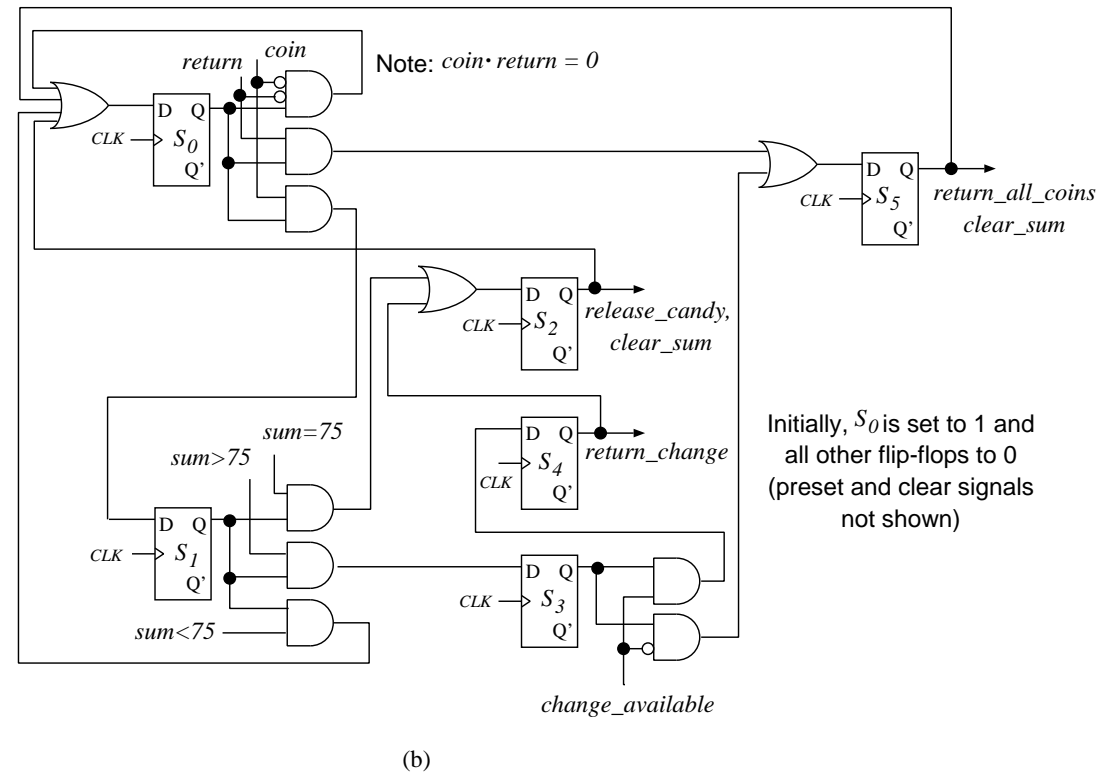 coin
return
Note: coin· return = 0
D Q
CLK
S0
Q’
D Q
CLK
S5
Q’
return_all_coins
clear_sum
D Q
CLK
S2
Q’
release_candy,
clear_sum
sum=75
sum>75
D Q
CLK
S4
Q’
return_change
Initially, S0 is set to 1 and
all other flip-flops to 0
(preset and clear signals
not shown)
D Q
CLK
S1
Q’
sum<75
D Q
CLK
S3
Q’
change_available
(b)